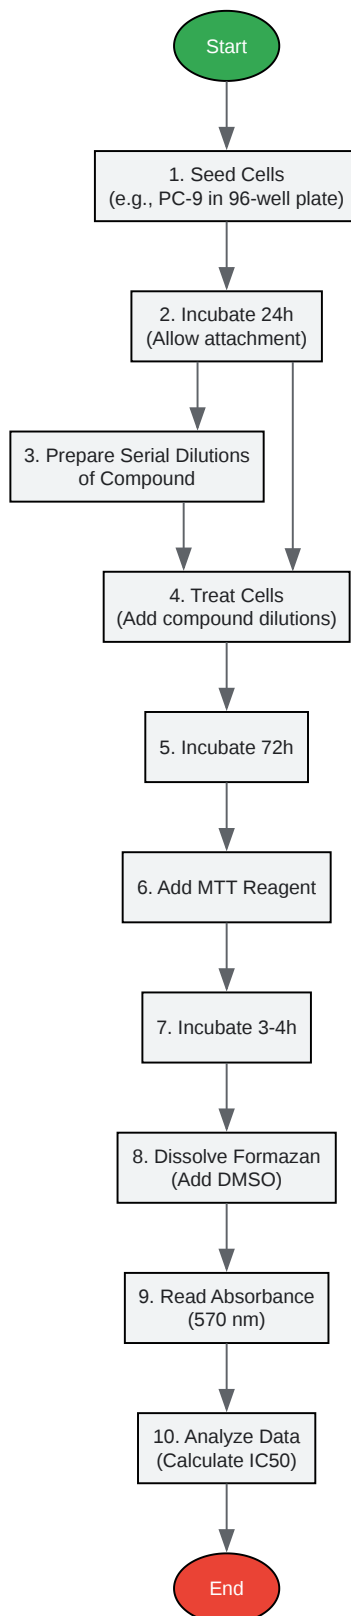 Start
1. Seed Cells
(e.g., PC-9 in 96-well plate)
2. Incubate 24h
(Allow attachment)
3. Prepare Serial Dilutions
of Compound
4. Treat Cells
(Add compound dilutions)
5. Incubate 72h
6. Add MTT Reagent
7. Incubate 3-4h
8. Dissolve Formazan
(Add DMSO)
9. Read Absorbance
(570 nm)
10. Analyze Data
(Calculate IC50)
End